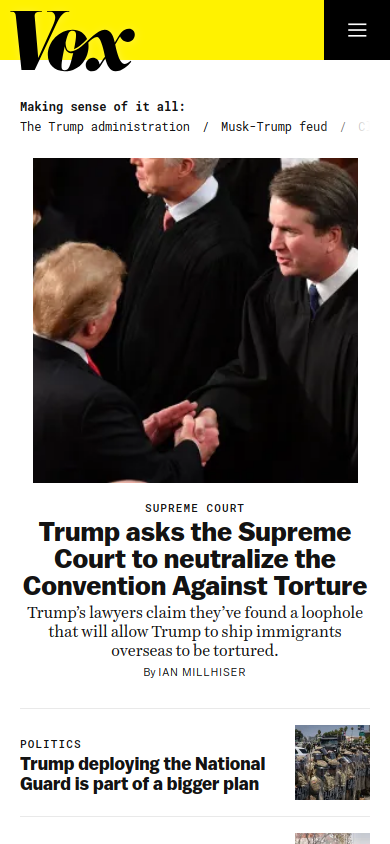 Vox
Making sense of it all:
The Trump administration / Musk-Trump feud / C
SUPREME COURT
Trump asks the Supreme
Court to neutralize the
Convention Against Torture
Trump’s lawyers claim they’ve found a loophole
that will allow Trump to ship immigrants
overseas to be tortured.
By IAN MILLHISER
POLITICS
Trump deploying the National
Guard is part of a bigger plan